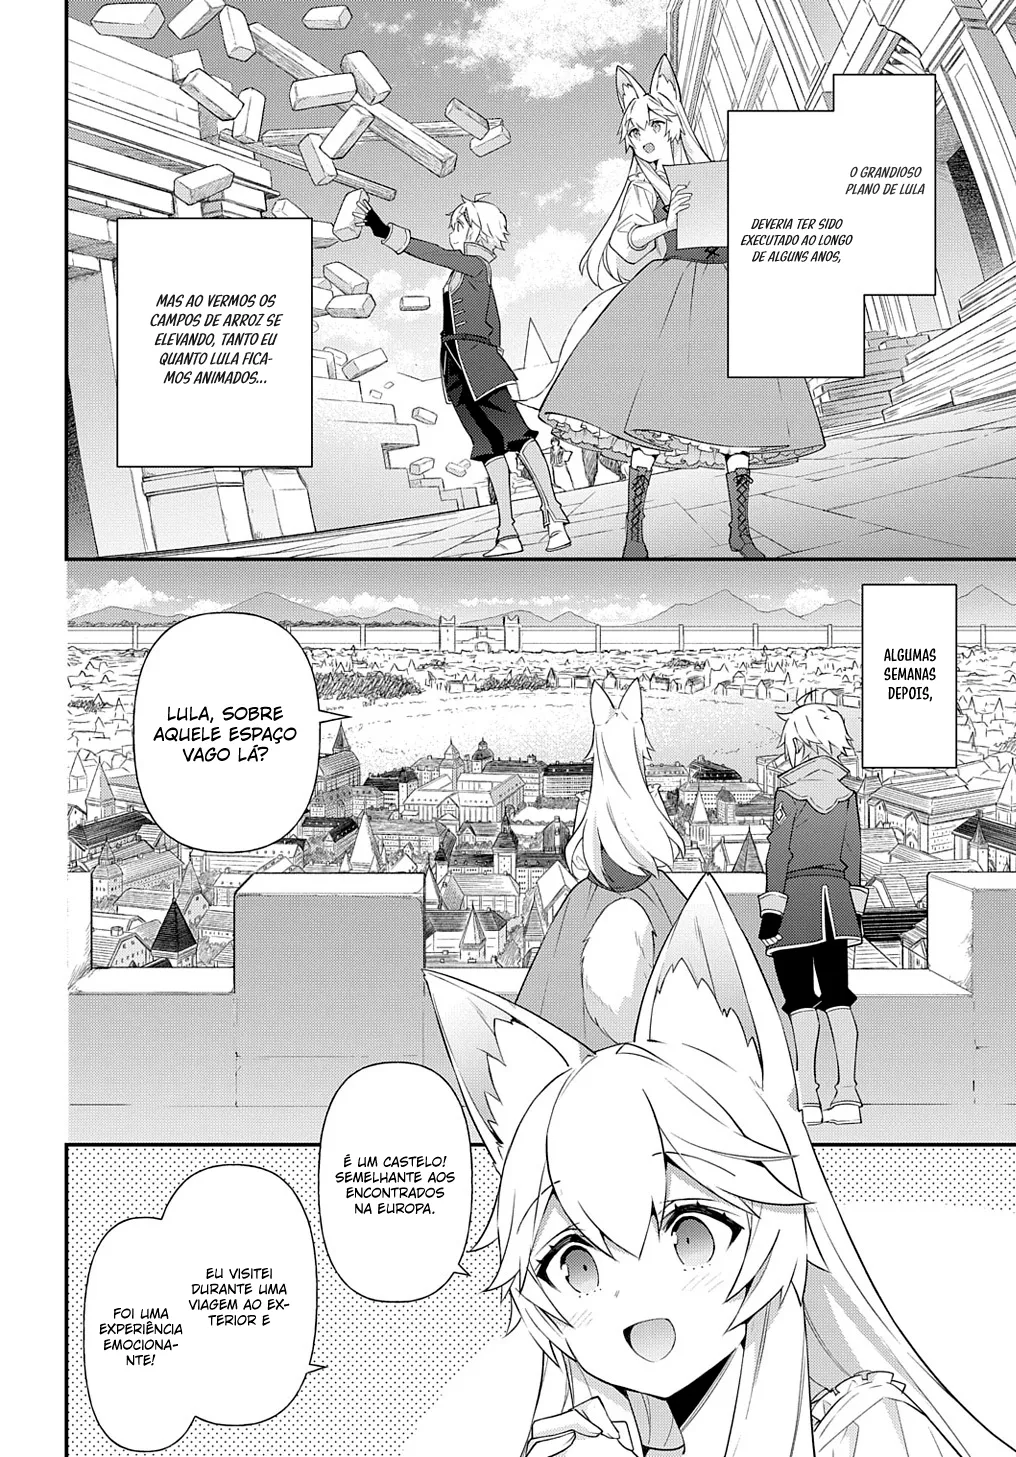 O GRANDIOSO
PLANO DE LULA
DEVERIA TER SIDO
EXECUTADO AO LONGO
DE ALGUNS ANOS,
MAS AO VERMOS OS
CAMPOS DE ARROZ SE
ELEVANDO, TANTO EU
QUANTO LULA FICA-
MOS ANIMADOS...
ALGUMAS
SEMANAS
DEPOIS,
LULA, SOBRE
AQUELE ESPAÇO
VAGO LÁ?
É UM CASTELO!
SEMELHANTE AOS
ENCONTRADOS
NA EUROPA.
EU VISITEI
DURANTE UMA
VIAGEM AO EX-
TERIOR E
FOI UMA
EXPERIÊNCIA
EMOCIONA-
NTE!